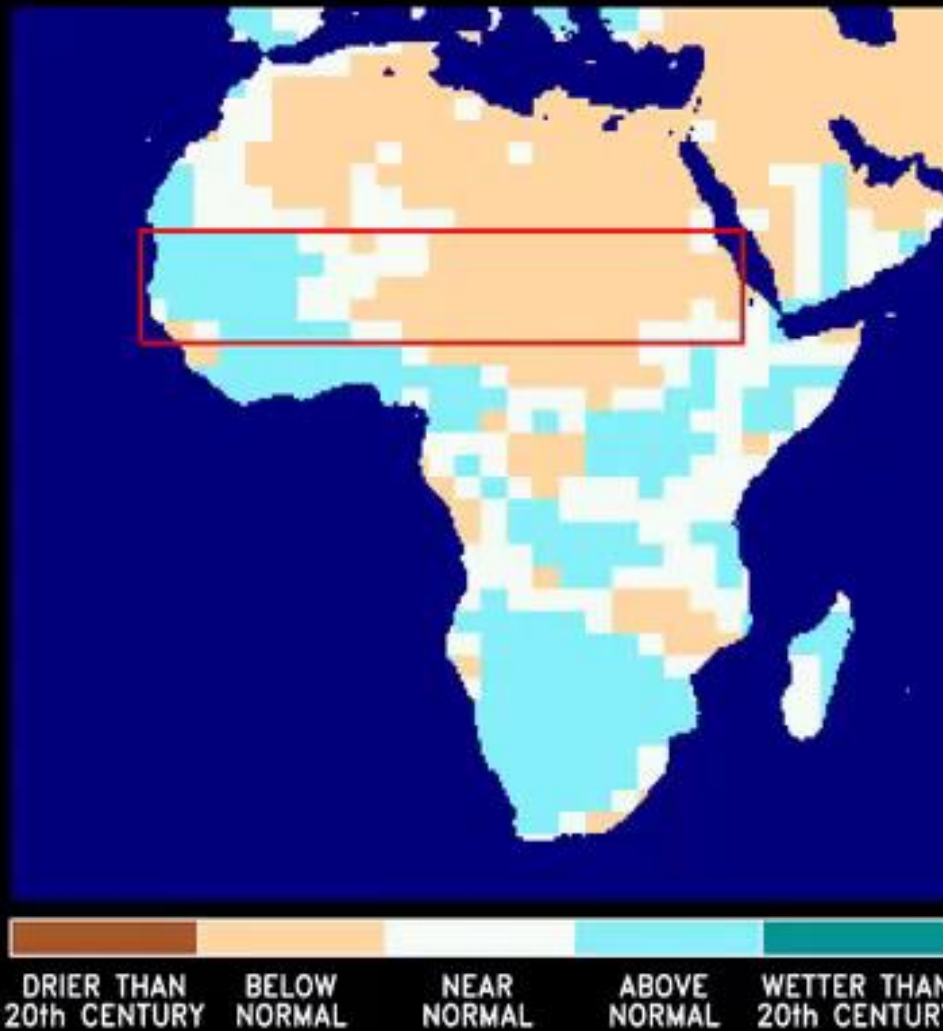 DRIER THAN
20th CENTURY
BELOW
NORMAL
NEAR
NORMAL
ABOVE
NORMAL
WETTER THAN
20th CENTUR